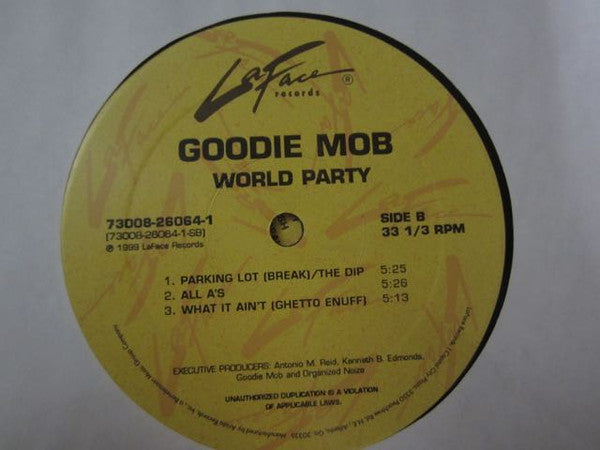 LaFace
records
®
GOODIE MOB
WORLD PARTY
73008-26064-1
[73008-26064-1-SB]
℗ 1999 LaFace Records
SIDE B
33 1/3 RPM
1. PARKING LOT (BREAK)/THE DIP 5:25
2. ALL A'S 5:26
3. WHAT IT AIN'T (GHETTO ENUFF) 5:13
EXECUTIVE PRODUCERS: Antonio M. Reid, Kenneth B. Edmonds,
Goodie Mob and Organized Noize
UNAUTHORIZED DUPLICATION IS A VIOLATION
OF APPLICABLE LAWS.